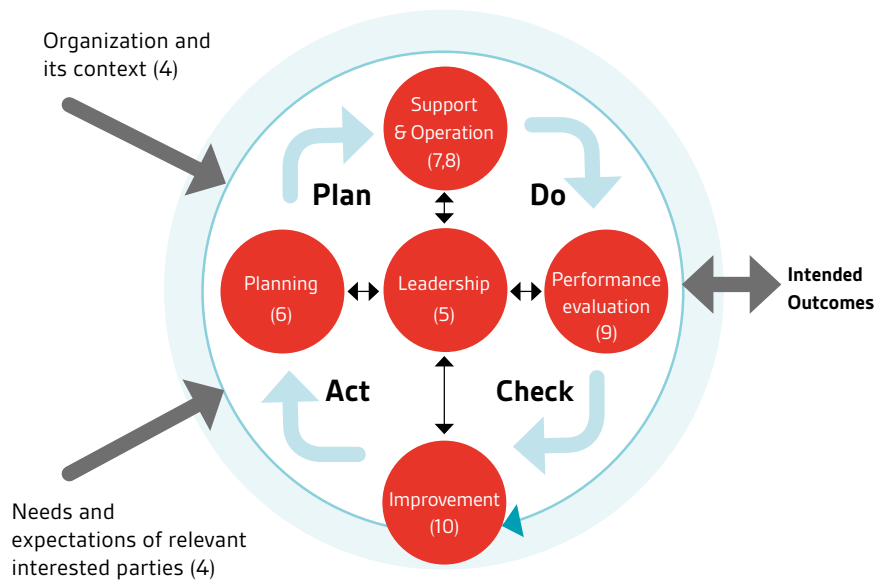 Organization and
its context (4)
Support
& Operation
(7,8)
Plan
Do
Planning
(6)
Leadership
(5)
Performance
evaluation
(9)
Intended
Outcomes
Act
Check
Improvement
(10)
Needs and
expectations of relevant
interested parties (4)